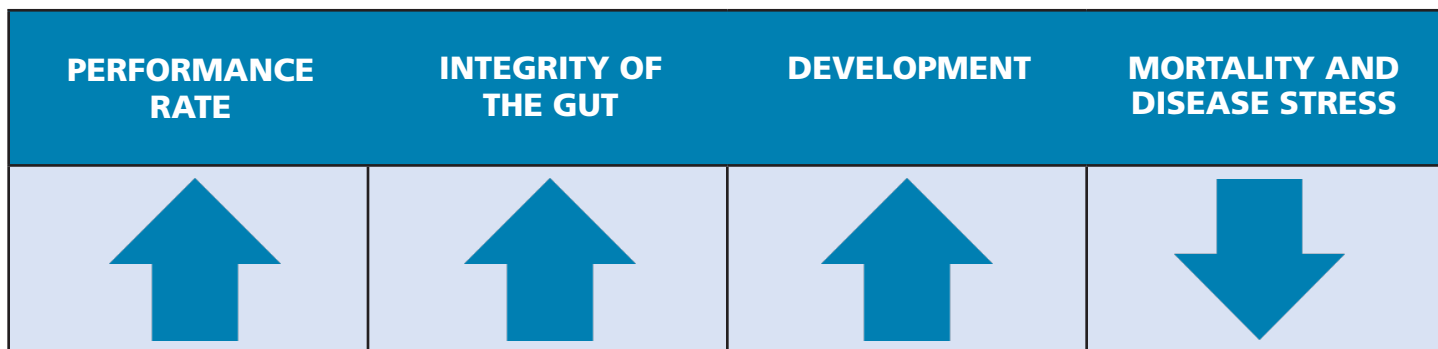 PERFORMANCE
RATE
INTEGRITY OF
THE GUT
DEVELOPMENT
MORTALITY AND
DISEASE STRESS